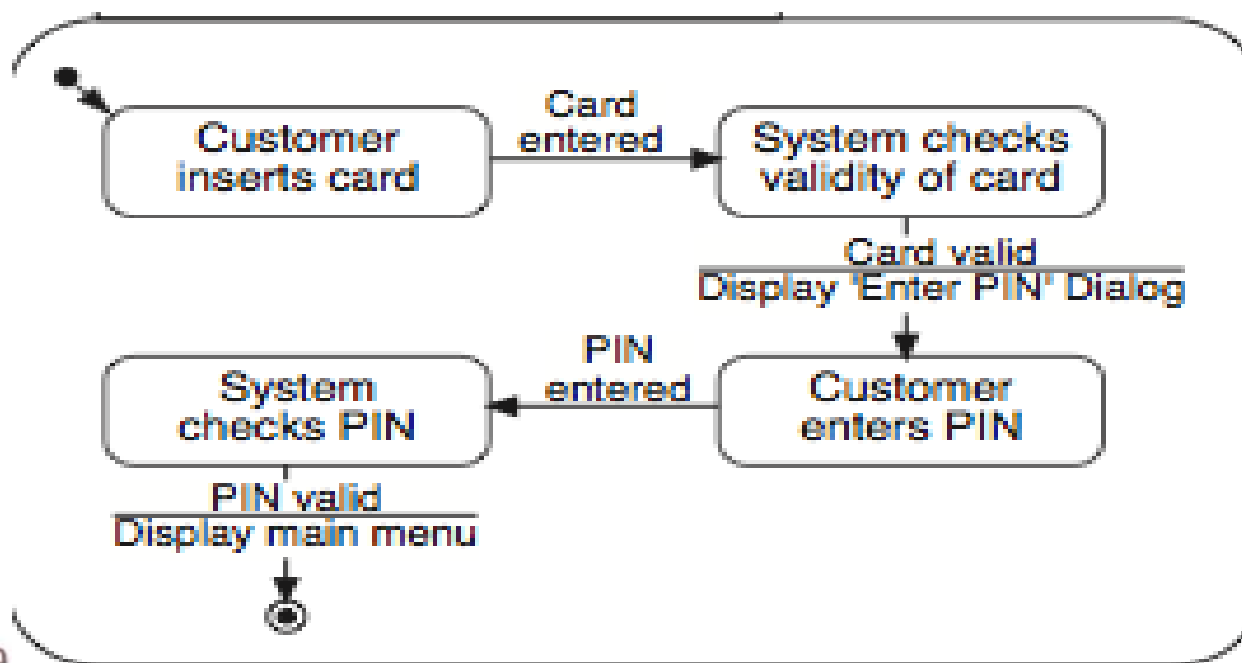 Customer
inserts card
Card
entered
System checks
validity of card
Card valid
Display 'Enter PIN' Dialog
Customer
enters PIN
PIN
entered
System
checks PIN
PIN valid
Display main menu